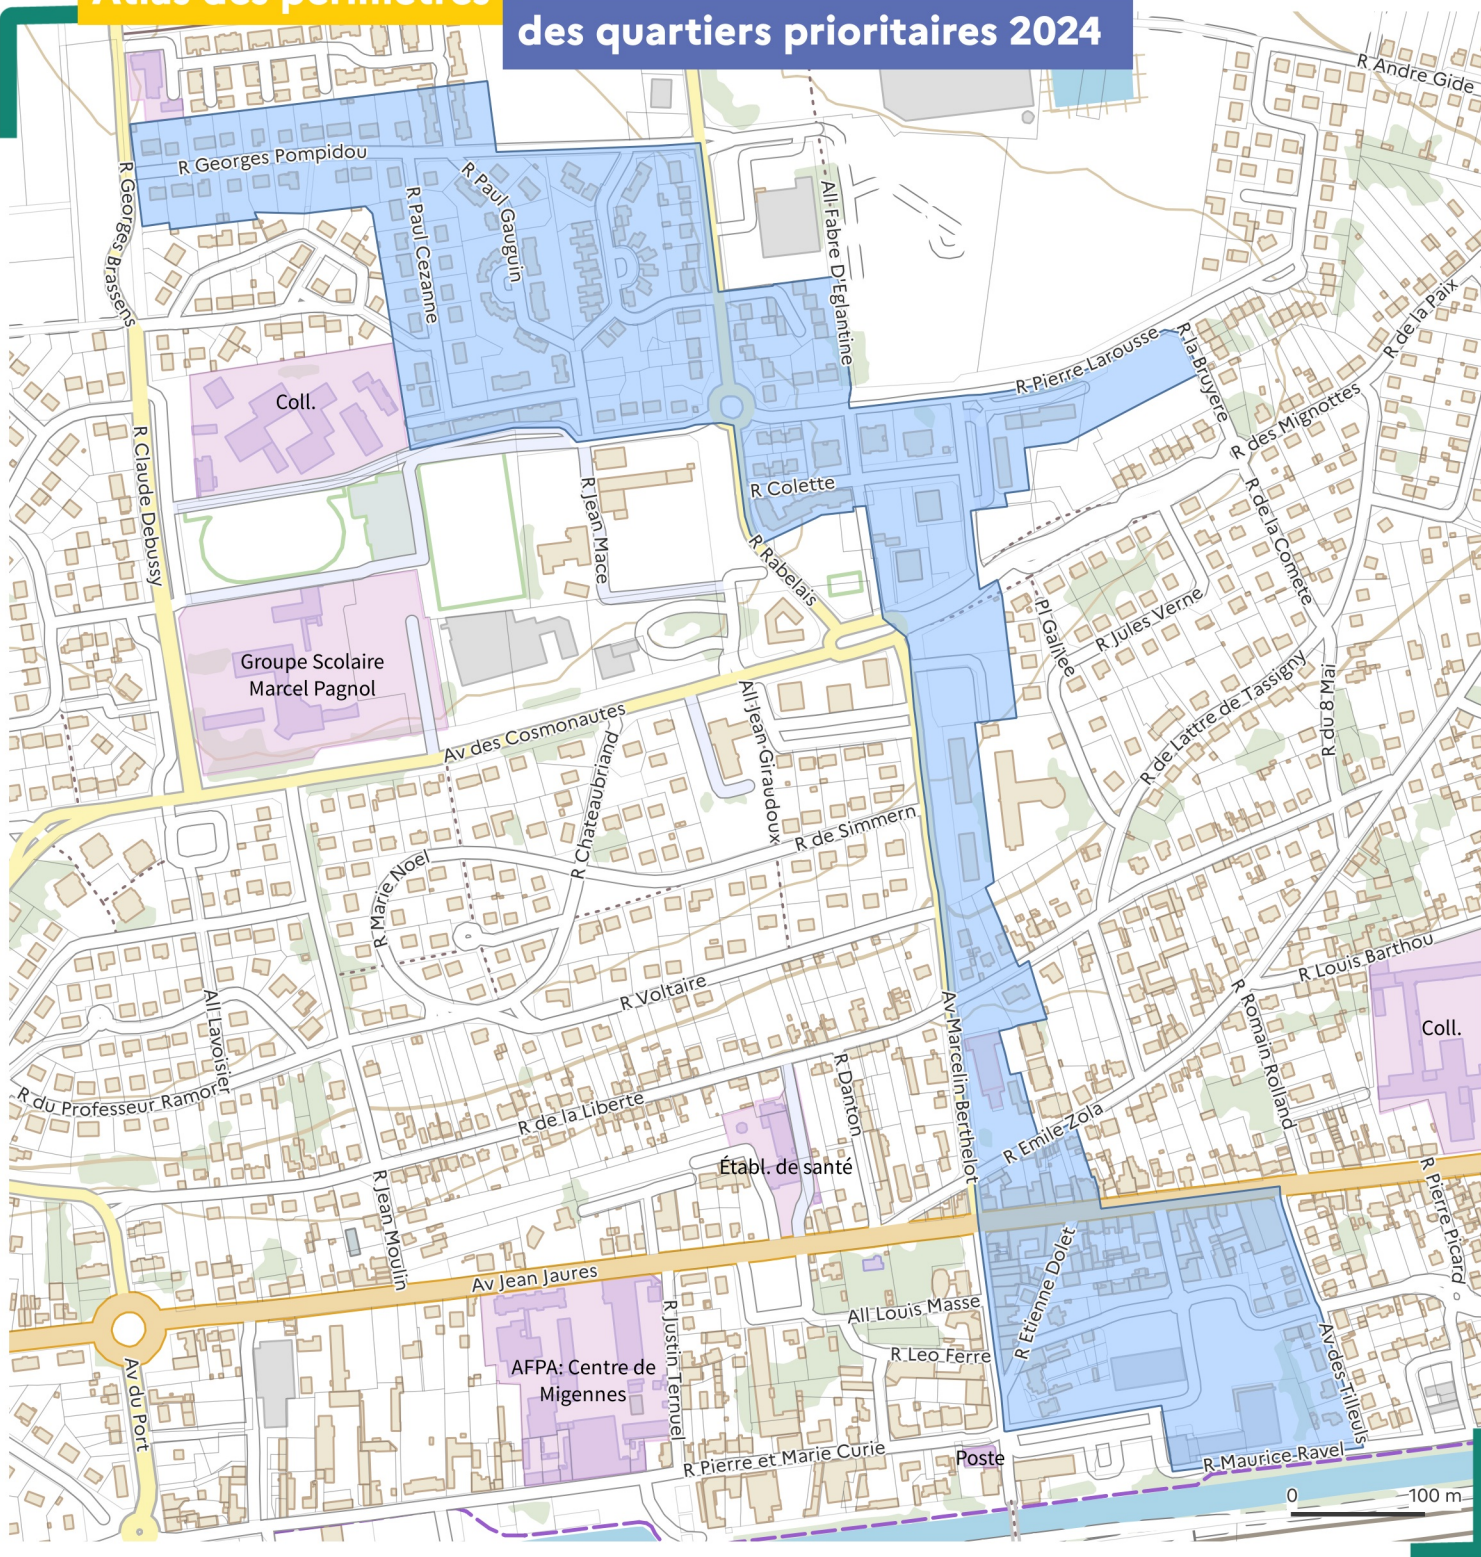 Atlas des périmètres
des quartiers prioritaires 2024
R Andre Gide
R Georges Pompidou
R Paul Gauguin
R Paul Cezanne
R Georges Brassens
All Fabre D'Eglantine
R de la Paix
R Pierre Larousse
R la Bruyere
R des Mignottes
Coll.
R Claude Debussy
R Colette
R Jean Mace
R Rabelais
R de la Comete
Pl Galilee
R Jules Verne
Groupe Scolaire
Marcel Pagnol
R de Lattre de Tassigny
R du 8 Mai
Av des Cosmonautes
All Jean Giraudoux
R Chateaubriand
R de Simmern
R Marie Noel
R Louis Barthou
R Voltaire
All Lavoisier
Av Marcelin Berthelot
R Romain Rolland
Coll.
R du Professeur Ramon
R de la Liberte
R Danton
R Emile Zola
Établ. de santé
R Jean Moulin
R Pierre Picard
Av Jean Jaures
R Etienne Dolet
All Louis Masse
R Leo Ferre
R Justin Ternuel
AFPA: Centre de
Migennes
Av des Tilleuls
Av du Port
R Pierre et Marie Curie
Poste
R Maurice Ravel
0 100 m